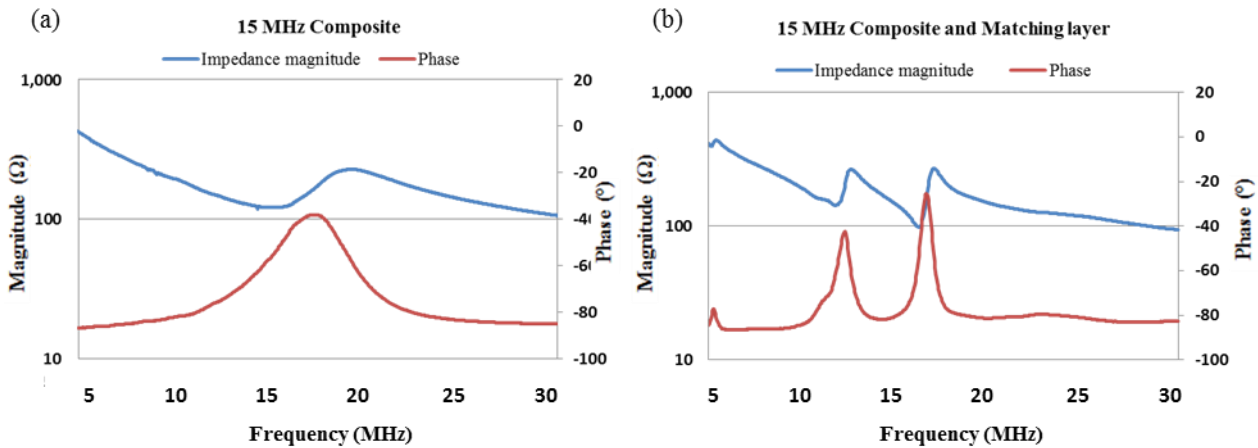 (a)
15 MHz Composite
Impedance magnitude Phase
1,000
100
10
Magnitude (Ω)
20
0
-20
-40
-60
-80
-100
Phase (°)
5 10 15 20 25 30
Frequency (MHz)
(b)
15 MHz Composite and Matching layer
Impedance magnitude Phase
1,000
100
10
Magnitude (Ω)
20
0
-20
-40
-60
-80
-100
Phase (°)
5 10 15 20 25 30
Frequency (MHz)